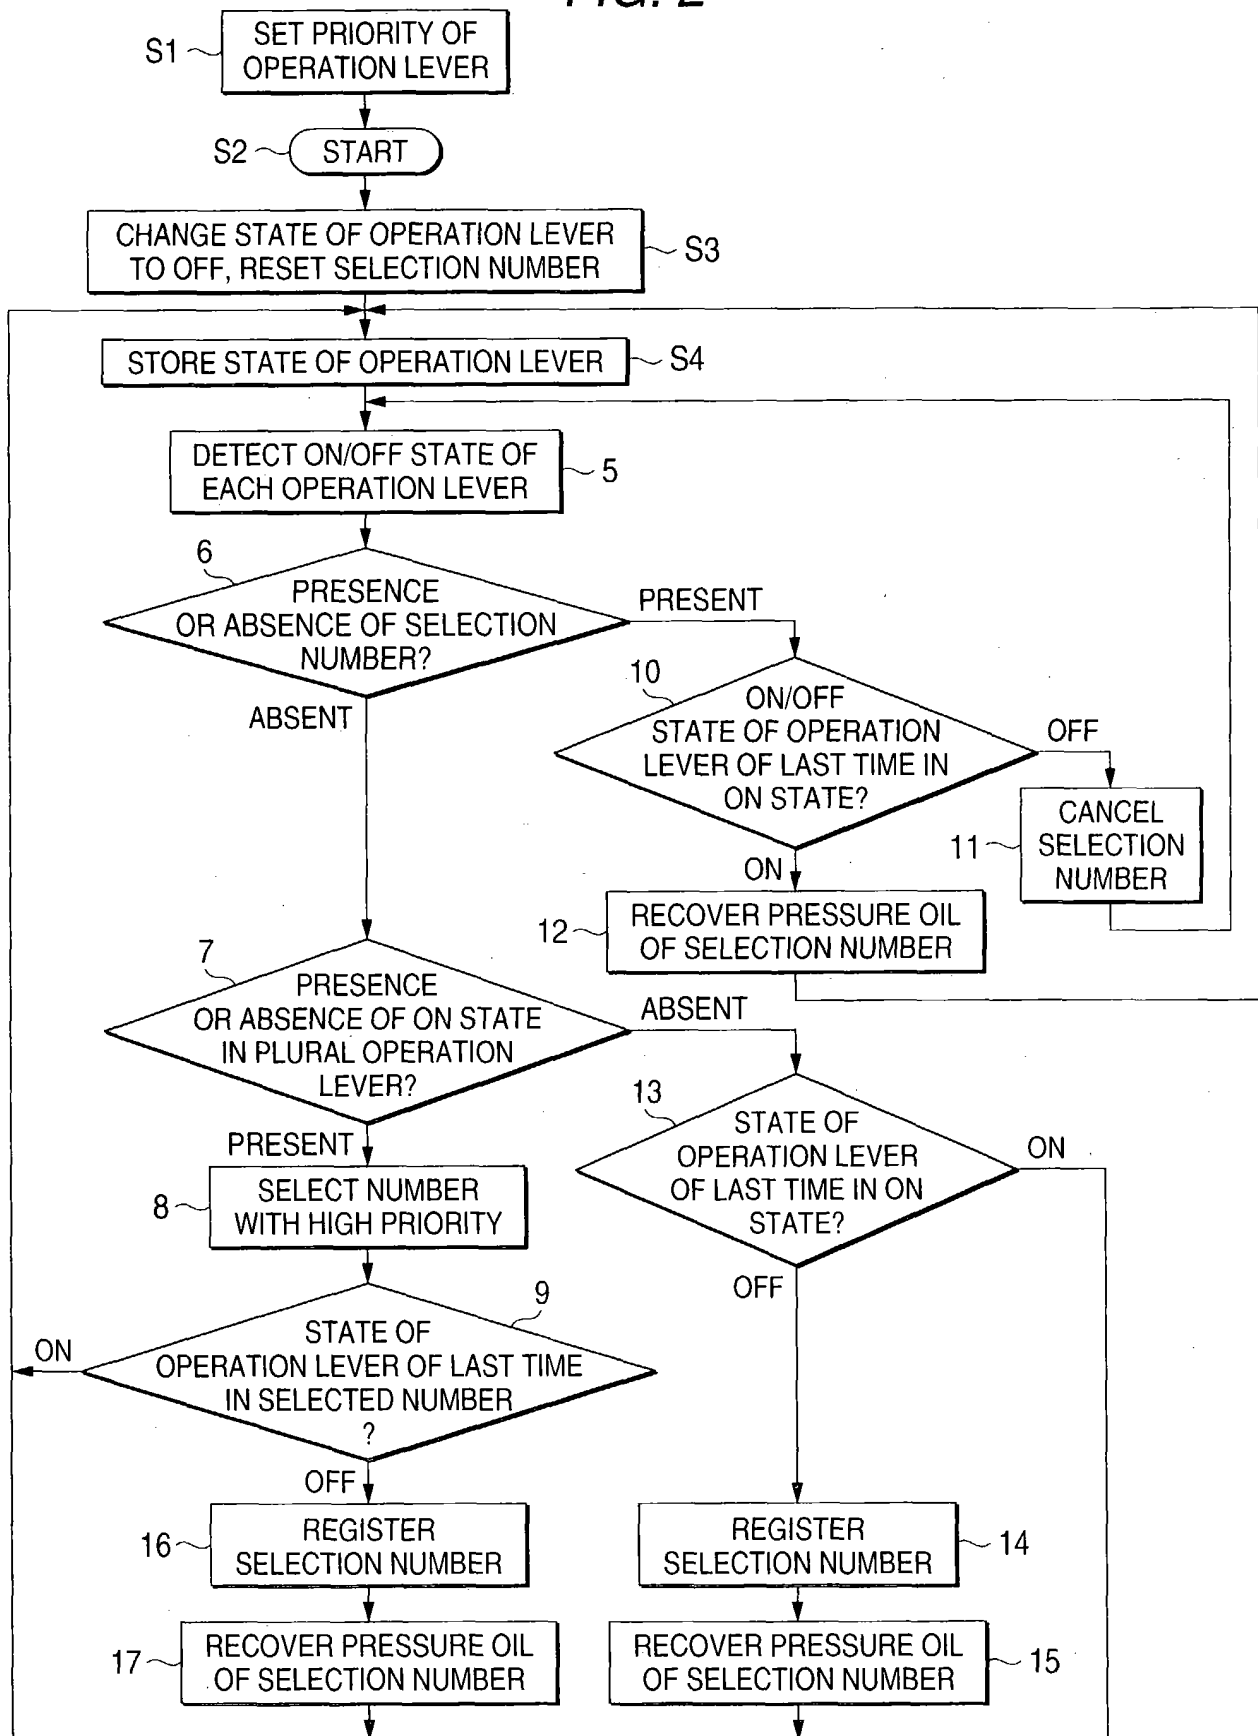 FIG. 2
SET PRIORITY OF
OPERATION LEVER
S1
START
S2
CHANGE STATE OF OPERATION LEVER
TO OFF, RESET SELECTION NUMBER
S3
STORE STATE OF OPERATION LEVER
S4
DETECT ON/OFF STATE OF
EACH OPERATION LEVER
5
6
PRESENCE
OR ABSENCE OF SELECTION
NUMBER?
PRESENT
ABSENT
10
ON/OFF
STATE OF OPERATION
LEVER OF LAST TIME IN
ON STATE?
OFF
ON
11
CANCEL
SELECTION
NUMBER
12
RECOVER PRESSURE OIL
OF SELECTION NUMBER
7
PRESENCE
OR ABSENCE OF ON STATE
IN PLURAL OPERATION
LEVER?
ABSENT
PRESENT
13
STATE OF
OPERATION LEVER
OF LAST TIME IN ON
STATE?
ON
OFF
8
SELECT NUMBER
WITH HIGH PRIORITY
9
STATE OF
OPERATION LEVER OF LAST TIME
IN SELECTED NUMBER
?
ON
OFF
16
REGISTER
SELECTION NUMBER
REGISTER
SELECTION NUMBER
14
17
RECOVER PRESSURE OIL
OF SELECTION NUMBER
RECOVER PRESSURE OIL
OF SELECTION NUMBER
15